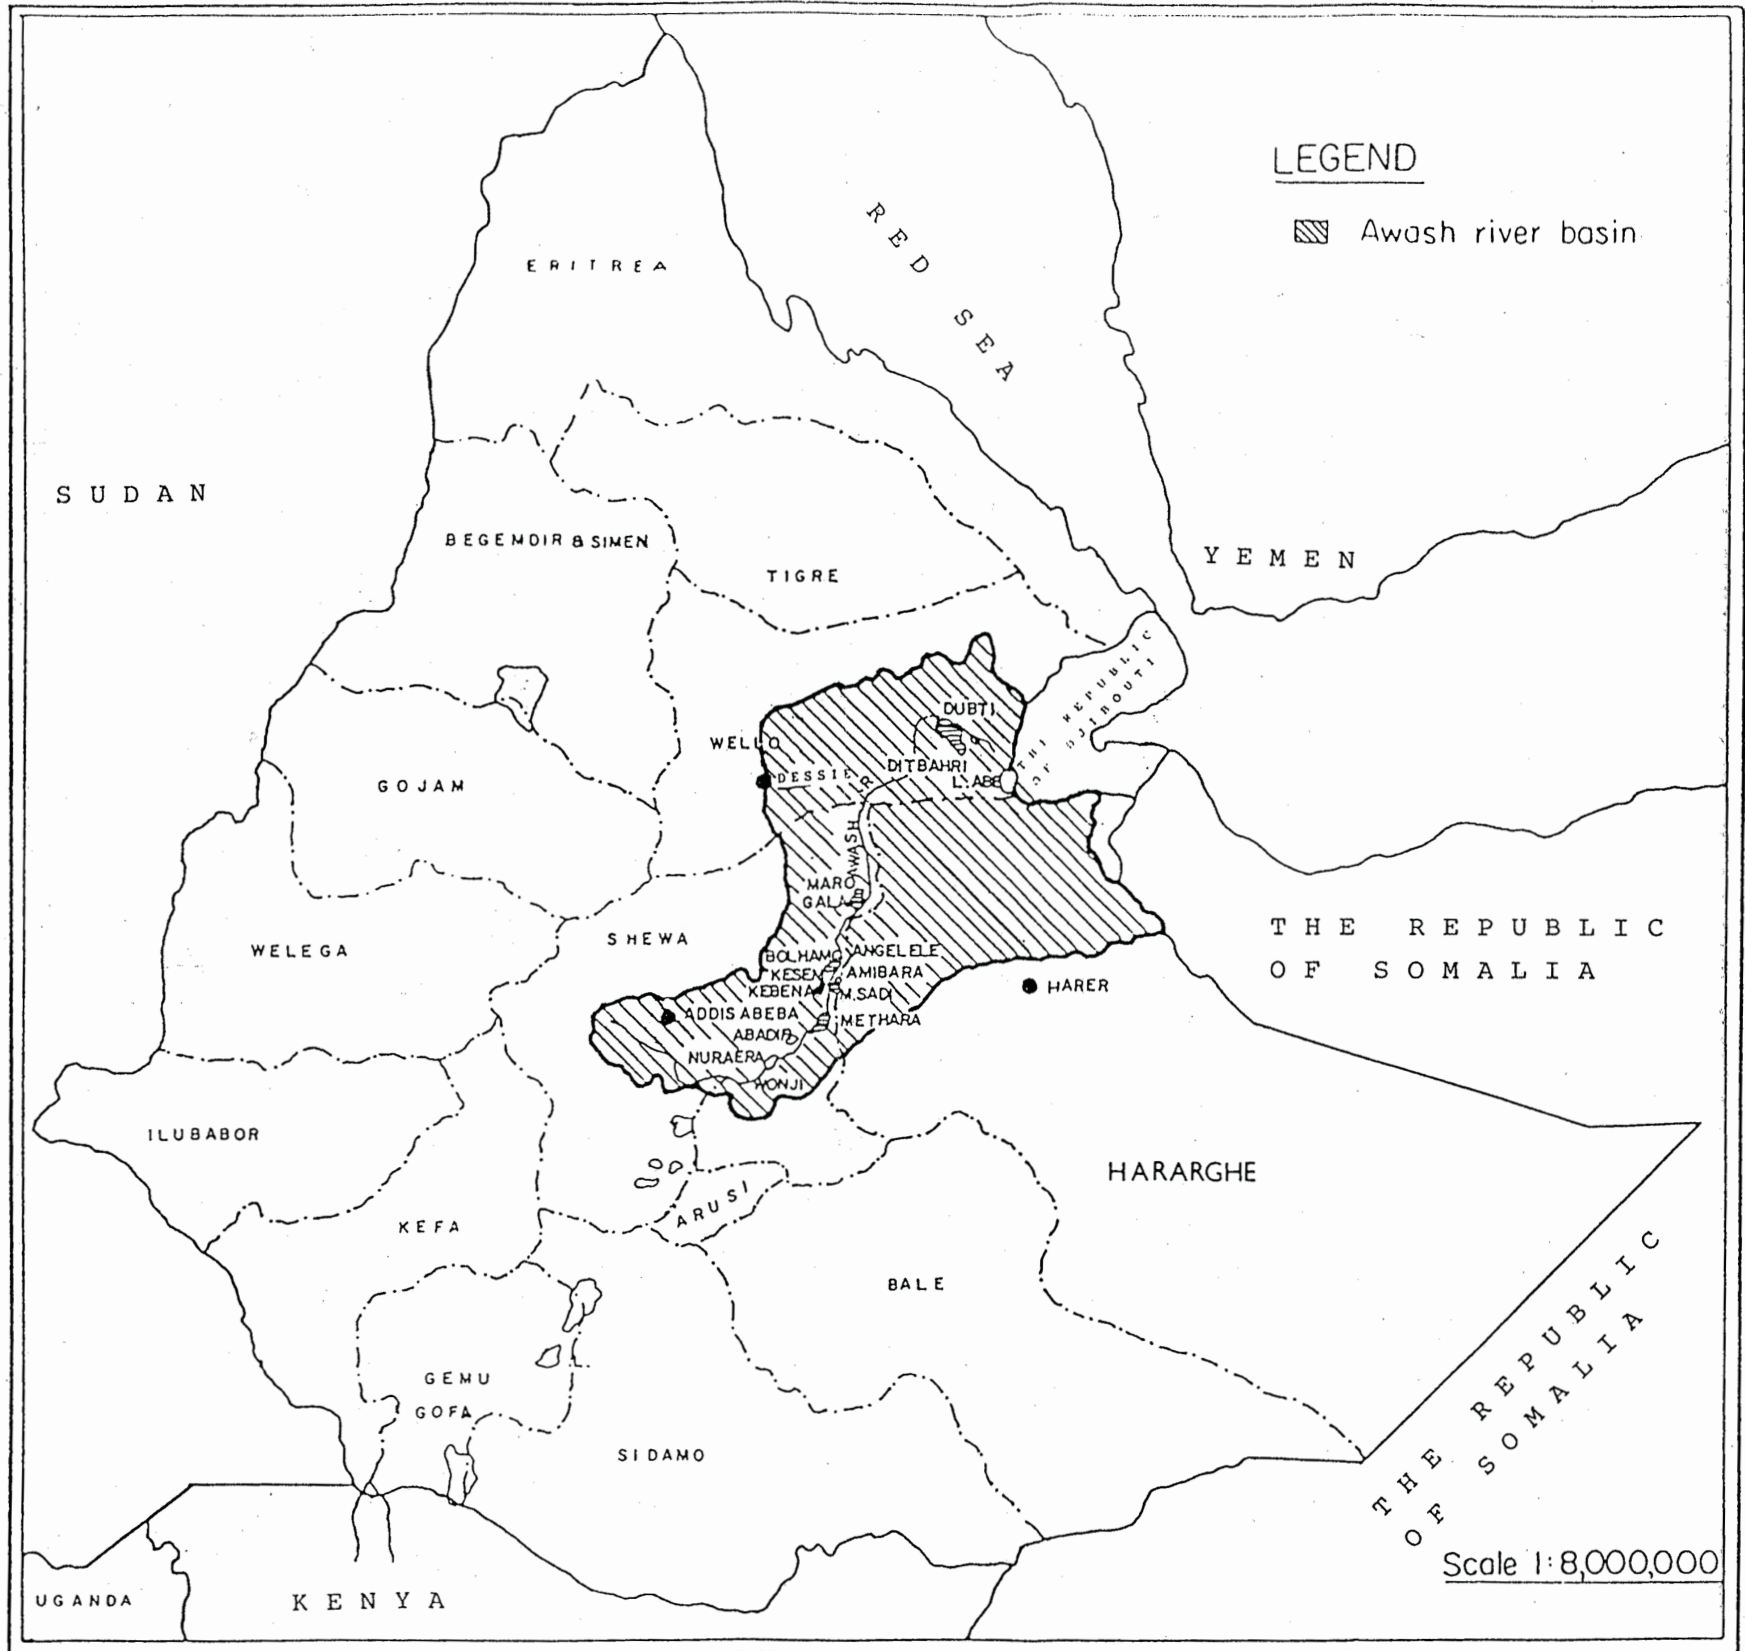 LEGEND
Awash river basin
RED SEA
ERITREA
SUDAN
BEGEMDIR & SIMEN
TIGRE
YEMEN
THE REPUBLIC
OF DJIBOUTI
DUBTI
WELLO
DITBAHRI
DESSIE
L. ABE
AWASH R
GOJAM
MARO
GALA
WELEGA
SHEWA
BOLHAMO
ANGELELE
KESEM
AMIBARA
KEBENA
M.SADI
HARER
THE REPUBLIC
OF SOMALIA
ADDIS ABEBA
METHARA
ABADIR
NURAERA
WONJI
ILUBABOR
HARARGHE
ARUSI
KEFA
BALE
GEMU
GOFA
L.
SIDAMO
THE REPUBLIC
OF SOMALIA
Scale 1:8,000,000
UGANDA
KENYA